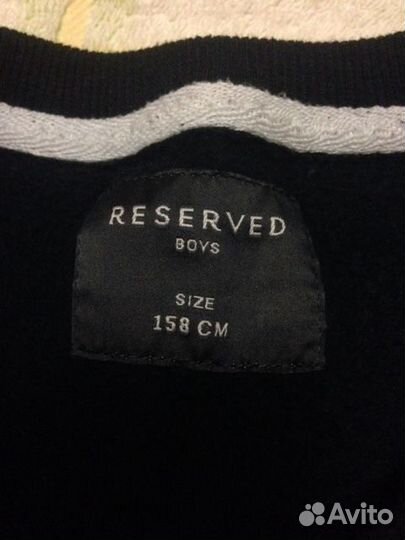 RESERVED
BOYS
SIZE
158 CM
Avito